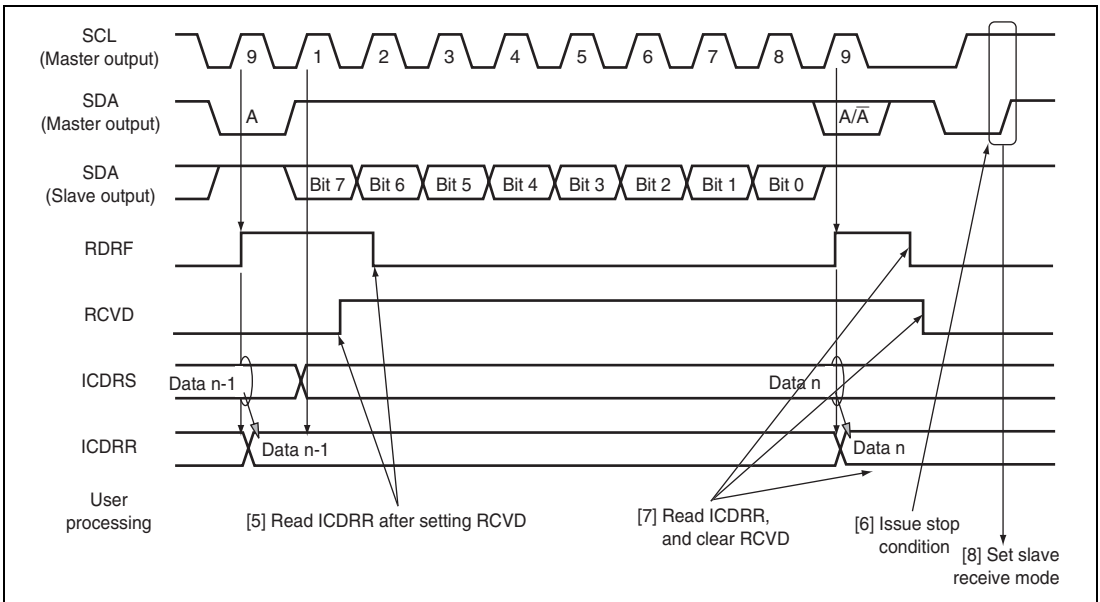 SCL
(Master output)
9 1 2 3 4 5 6 7 8 9
SDA
(Master output)
A A/A̅
SDA
(Slave output)
Bit 7 Bit 6 Bit 5 Bit 4 Bit 3 Bit 2 Bit 1 Bit 0
RDRF
RCVD
ICDRS
Data n-1 Data n
ICDRR
Data n-1 Data n
User
processing
[5] Read ICDRR after setting RCVD
[7] Read ICDRR,
and clear RCVD
[6] Issue stop
condition
[8] Set slave
receive mode